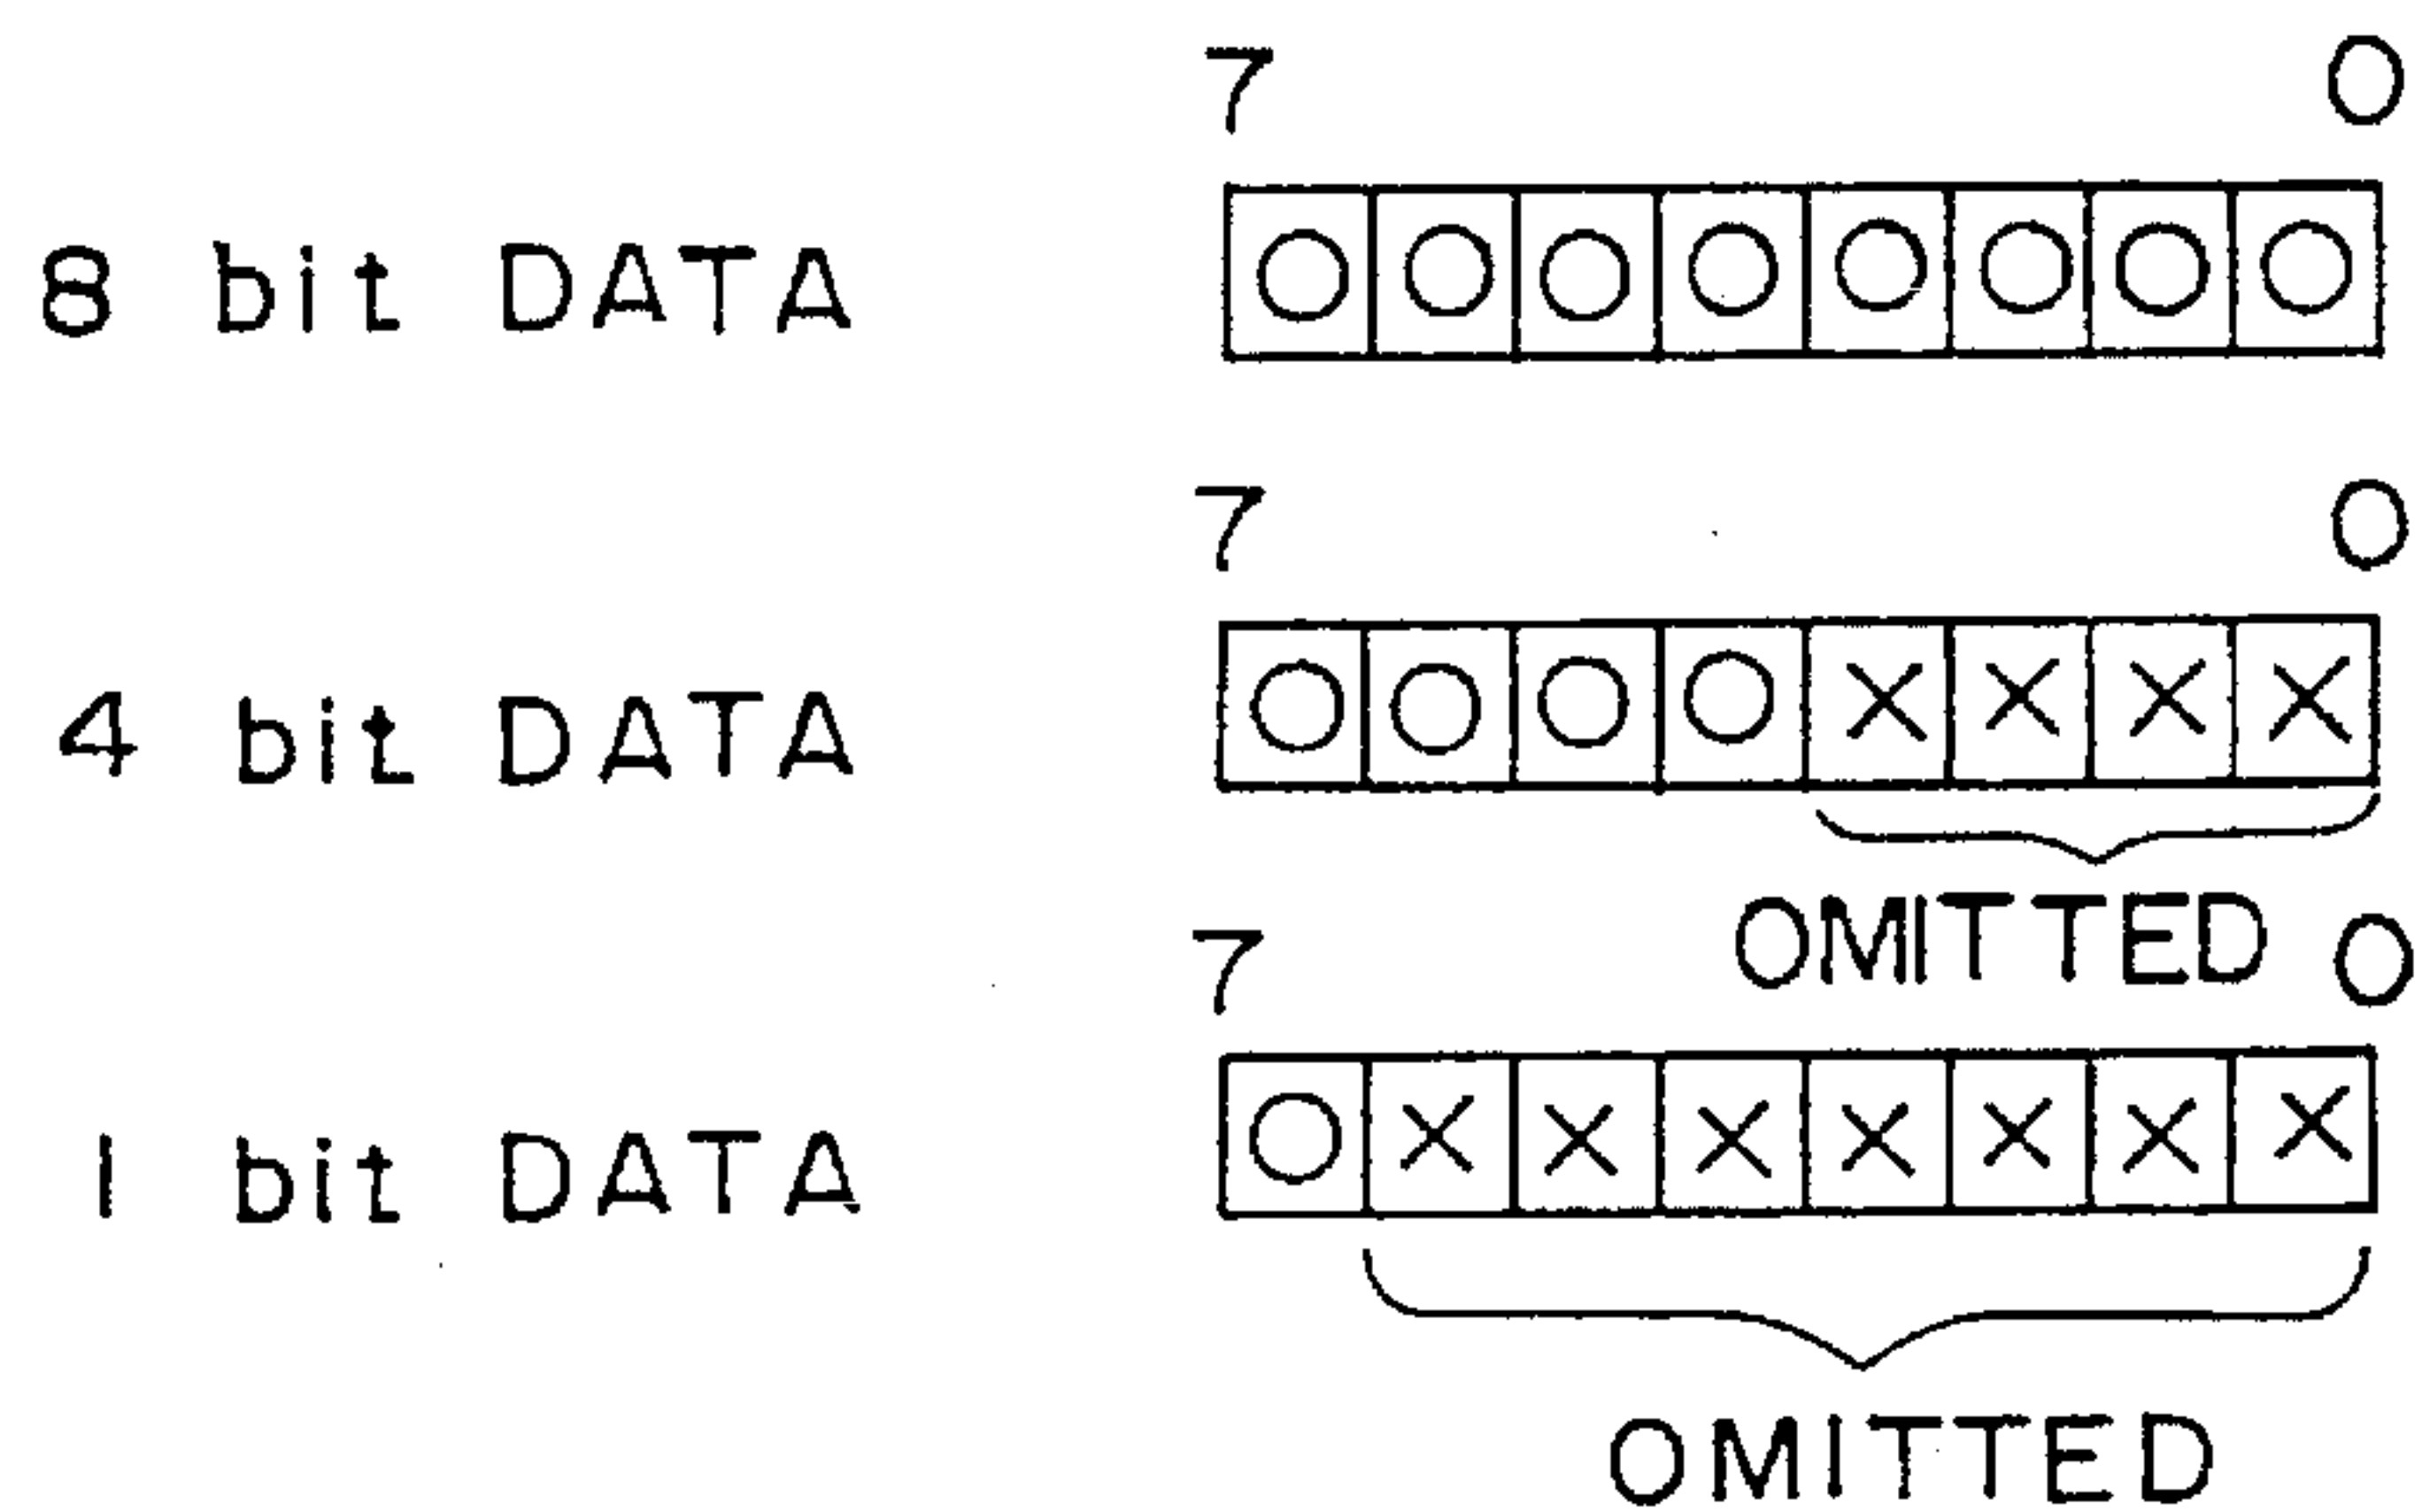 7 0
8 bit DATA
7 0
4 bit DATA
OMITTED
7 0
1 bit DATA
OMITTED